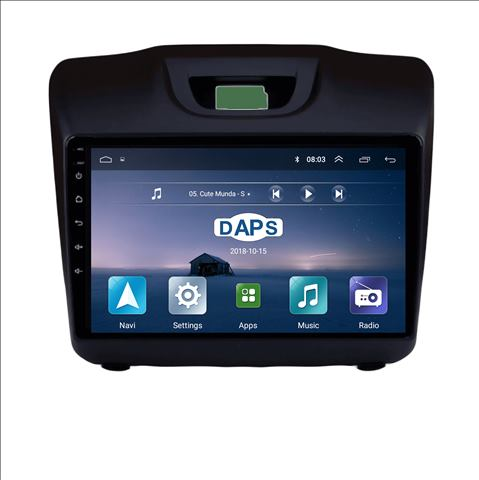 08:03
05. Cute Munda - S
DAPS
2018-10-15
Navi
Settings
Apps
Music
Radio